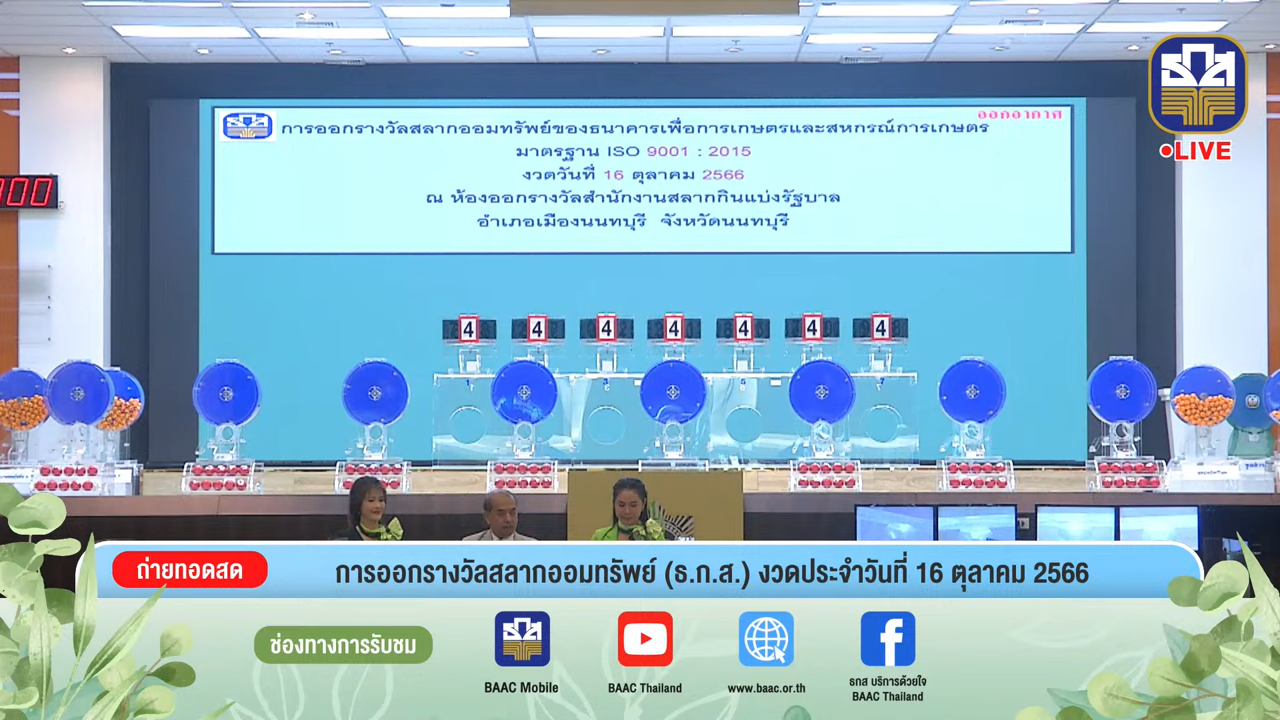 ออกอากาศ
การออกรางวัลสลากออมทรัพย์ของธนาคารเพื่อการเกษตรและสหกรณ์การเกษตร
มาตรฐาน ISO 9001 : 2015
งวดวันที่ 16 ตุลาคม 2566
ณ ห้องออกรางวัลสำนักงานสลากกินแบ่งรัฐบาล
อำเภอเมืองนนทบุรี จังหวัดนนทบุรี
ธกส
LIVE
4 4 4 4 4 4 4
ถ่ายทอดสด
การออกรางวัลสลากออมทรัพย์ (ธ.ก.ส.) งวดประจำวันที่ 16 ตุลาคม 2566
ช่องทางการรับชม
BAAC Mobile
BAAC Thailand
www.baac.or.th
ธกส บริการด้วยใจ
BAAC Thailand